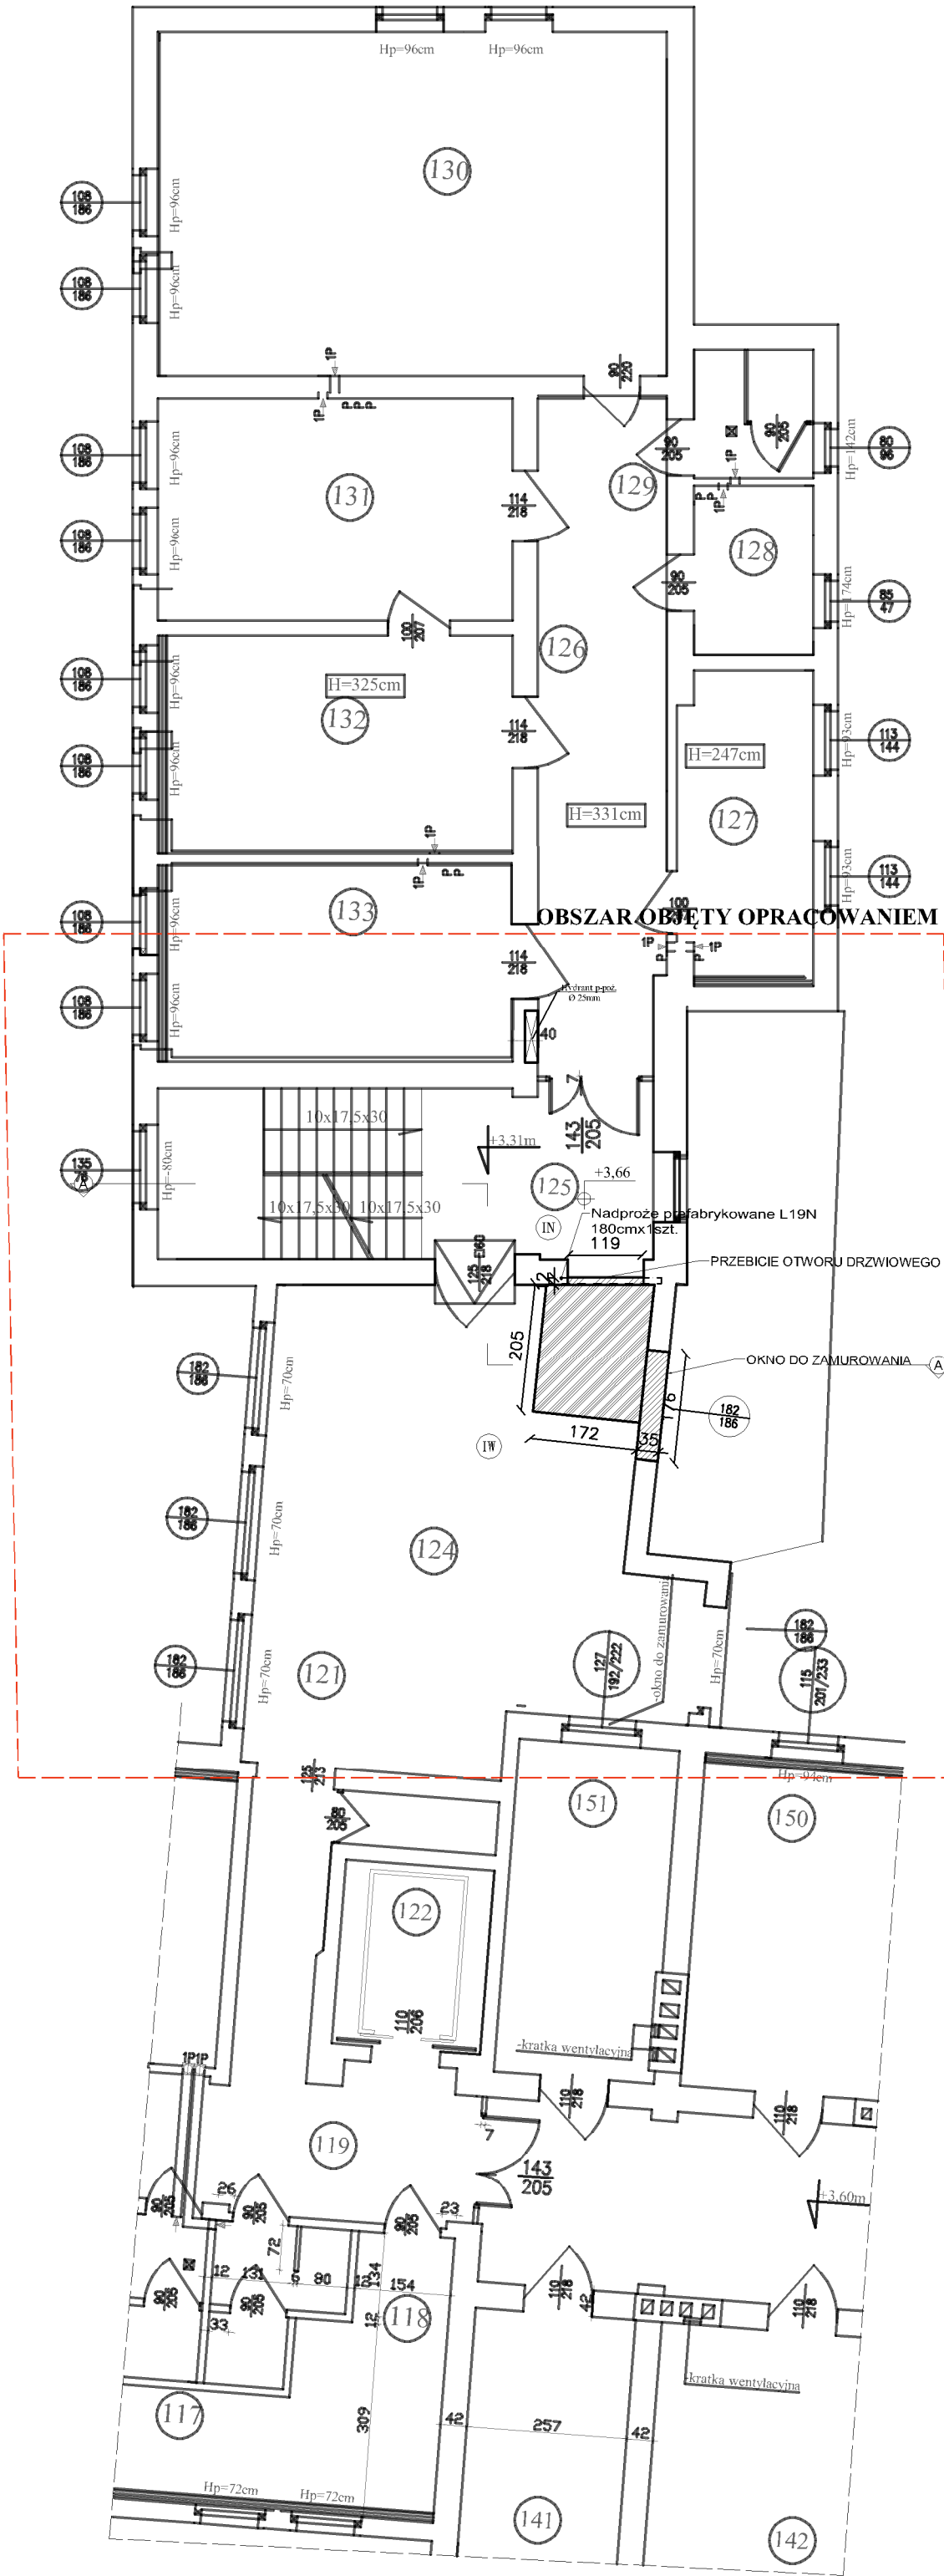 Hp=96cm
Hp=96cm
130
108
186
Hp=96cm
108
186
Hp=96cm
1P
1P
P
P
P
90
220
108
186
Hp=96cm
131
114
218
129
90
205
90
205
80
96
Hp=142cm
1P
P
P
1P
108
186
Hp=96cm
128
90
205
85
47
Hp=174cm
100
207
126
108
186
Hp=96cm
H=325cm
132
114
218
H=247cm
113
144
Hp=93cm
108
186
Hp=96cm
H=331cm
127
1P
1P
P
P
113
144
Hp=93cm
133
100
OBSZAR OBJĘTY OPRACOWANIEM
108
186
Hp=96cm
114
218
1P
1P
P
P
Hydrant p-poż.
Ø 25mm
108
186
Hp=96cm
40
7
10x17,5x30
143
205
+3,31m
135
78
A
Hp=-80cm
125
+3,66
10x17,5x30
10x17,5x30
IN
Nadproże prefabrykowane L19N
180cmx1szt.
119
125
218
EI60
12
PRZEBICIE OTWORU DRZWIOWEGO
205
182
186
Hp=70cm
OKNO DO ZAMUROWANIA
A
176
182
186
172
35
IW
182
186
Hp=70cm
124
-okno do zamurowania
182
186
Hp=70cm
121
127
192/222
Hp=70cm
182
186
115
201/233
125
213
Hp=94cm
80
205
151
150
122
110
206
-kratka wentylacyjna
1P
1P
110
218
110
218
119
7
143
205
+3,60m
90
205
26
90
205
90
205
23
72
12
131
80
12
134
154
90
205
90
205
33
12
118
110
218
42
110
218
-kratka wentylacyjna
117
309
42
257
42
Hp=72cm
Hp=72cm
141
142